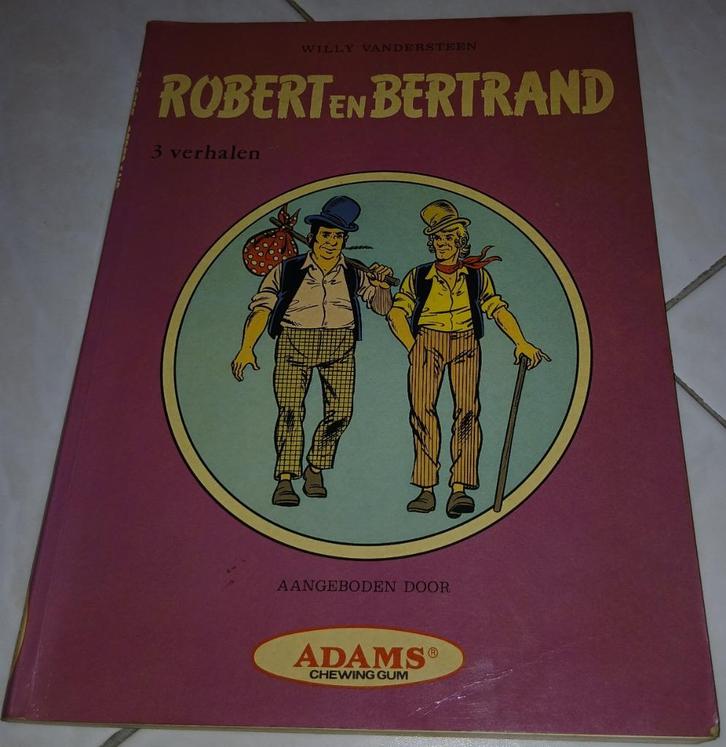 WILLY VANDERSTEEN
ROBERT EN BERTRAND
3 verhalen
AANGEBODEN DOOR
ADAMS®
CHEWING GUM